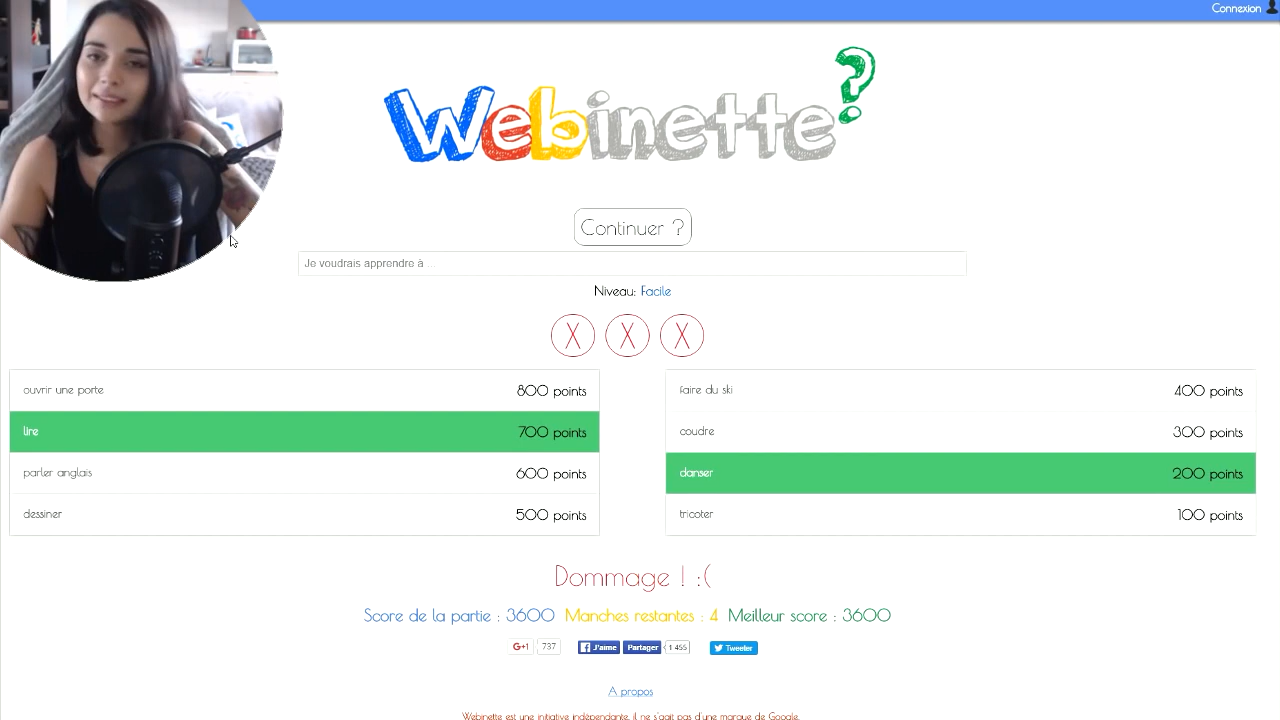 Connexion
Webinette?
Continuer ?
Je voudrais apprendre à ...
Niveau: Facile
X X X
ouvrir une porte 800 points
lire 700 points
parler anglais 600 points
dessiner 500 points
faire du ski 400 points
coudre 300 points
danser 200 points
tricoter 100 points
Dommage ! :(
Score de la partie : 3600 Manches restantes : 4 Meilleur score : 3600
G+1 737 J'aime Partager 1 455 Tweeter
A propos
Webinette est une initiative indépendante, il ne s'agit pas d'une marque de Google.